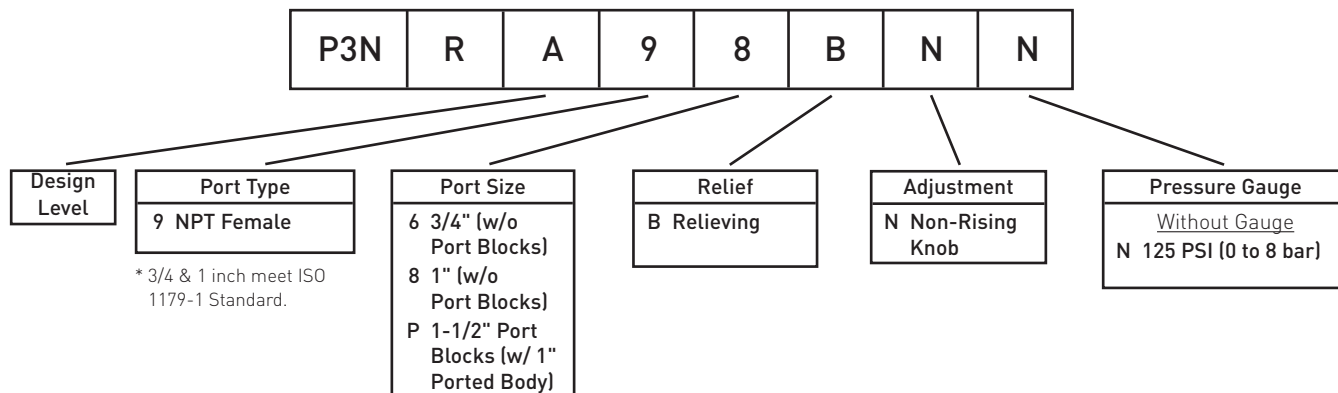 P3N R A 9 8 B N N
Design
Level
Port Type
9 NPT Female
* 3/4 & 1 inch meet ISO
1179-1 Standard.
Port Size
6 3/4" (w/o
Port Blocks)
8 1" (w/o
Port Blocks)
P 1-1/2" Port
Blocks (w/ 1"
Ported Body)
Relief
B Relieving
Adjustment
N Non-Rising
Knob
Pressure Gauge
Without Gauge
N 125 PSI (0 to 8 bar)